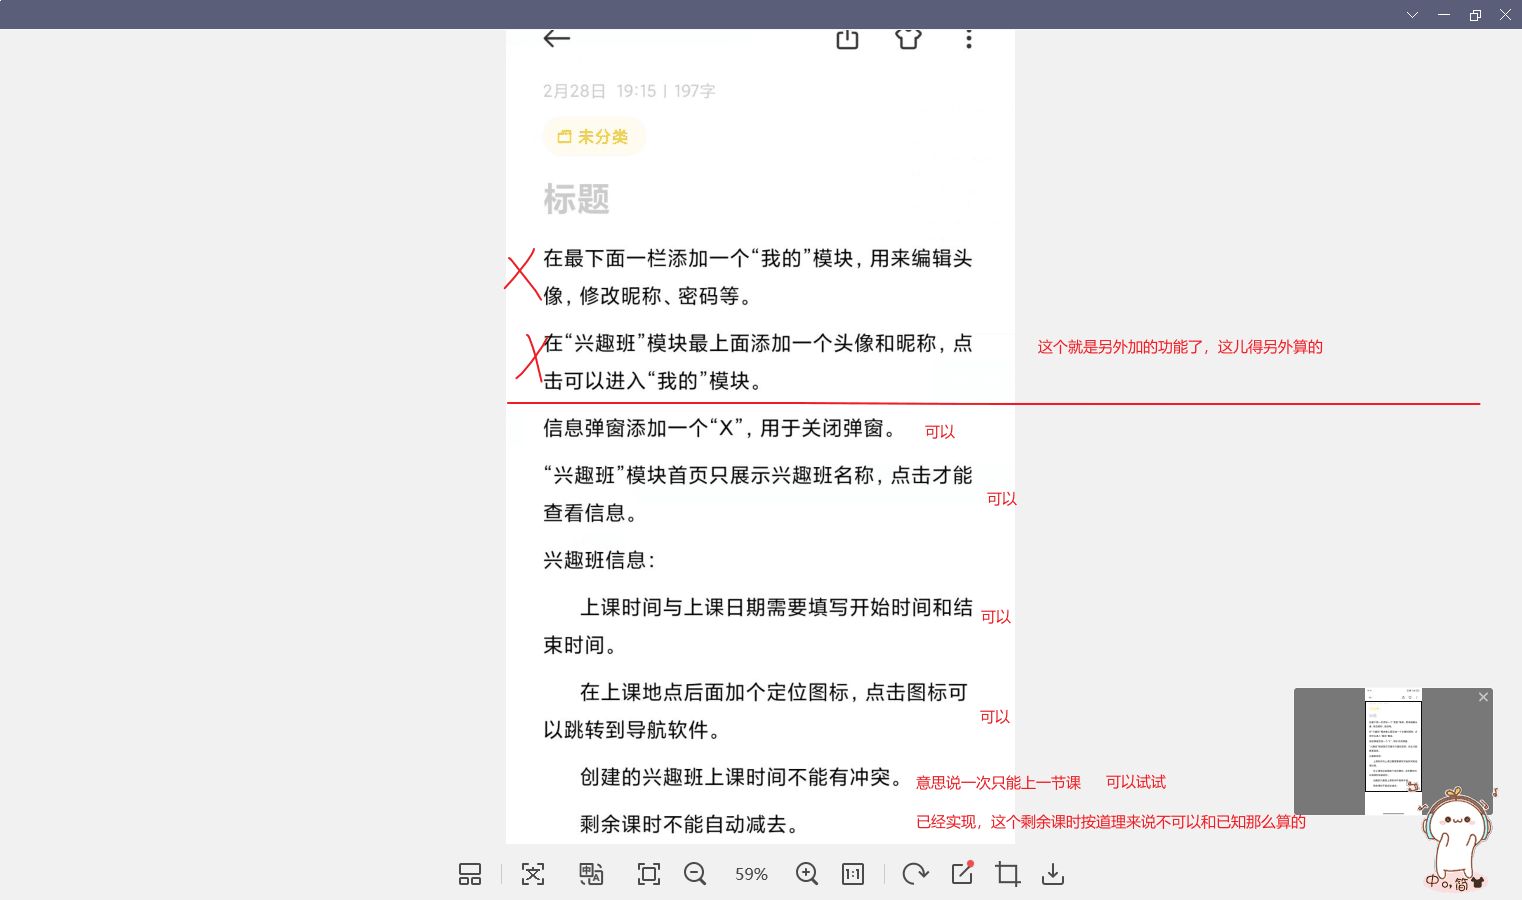 2月28日 19:15 | 197字
未分类
标题
在最下面一栏添加一个“我的”模块，用来编辑头
像，修改昵称、密码等。
在“兴趣班”模块最上面添加一个头像和昵称，点
这个就是另外加的功能了，这儿得另外算的
击可以进入“我的”模块。
信息弹窗添加一个“X”，用于关闭弹窗。 可以
“兴趣班”模块首页只展示兴趣班名称，点击才能
可以
查看信息。
兴趣班信息：
上课时间与上课日期需要填写开始时间和结
可以
束时间。
在上课地点后面加个定位图标，点击图标可
可以
以跳转到导航软件。
创建的兴趣班上课时间不能有冲突。 意思说一次只能上一节课 可以试试
剩余课时不能自动减去。 已经实现，这个剩余课时按道理来说不可以和已知那么算的
59%
1:1
中 简